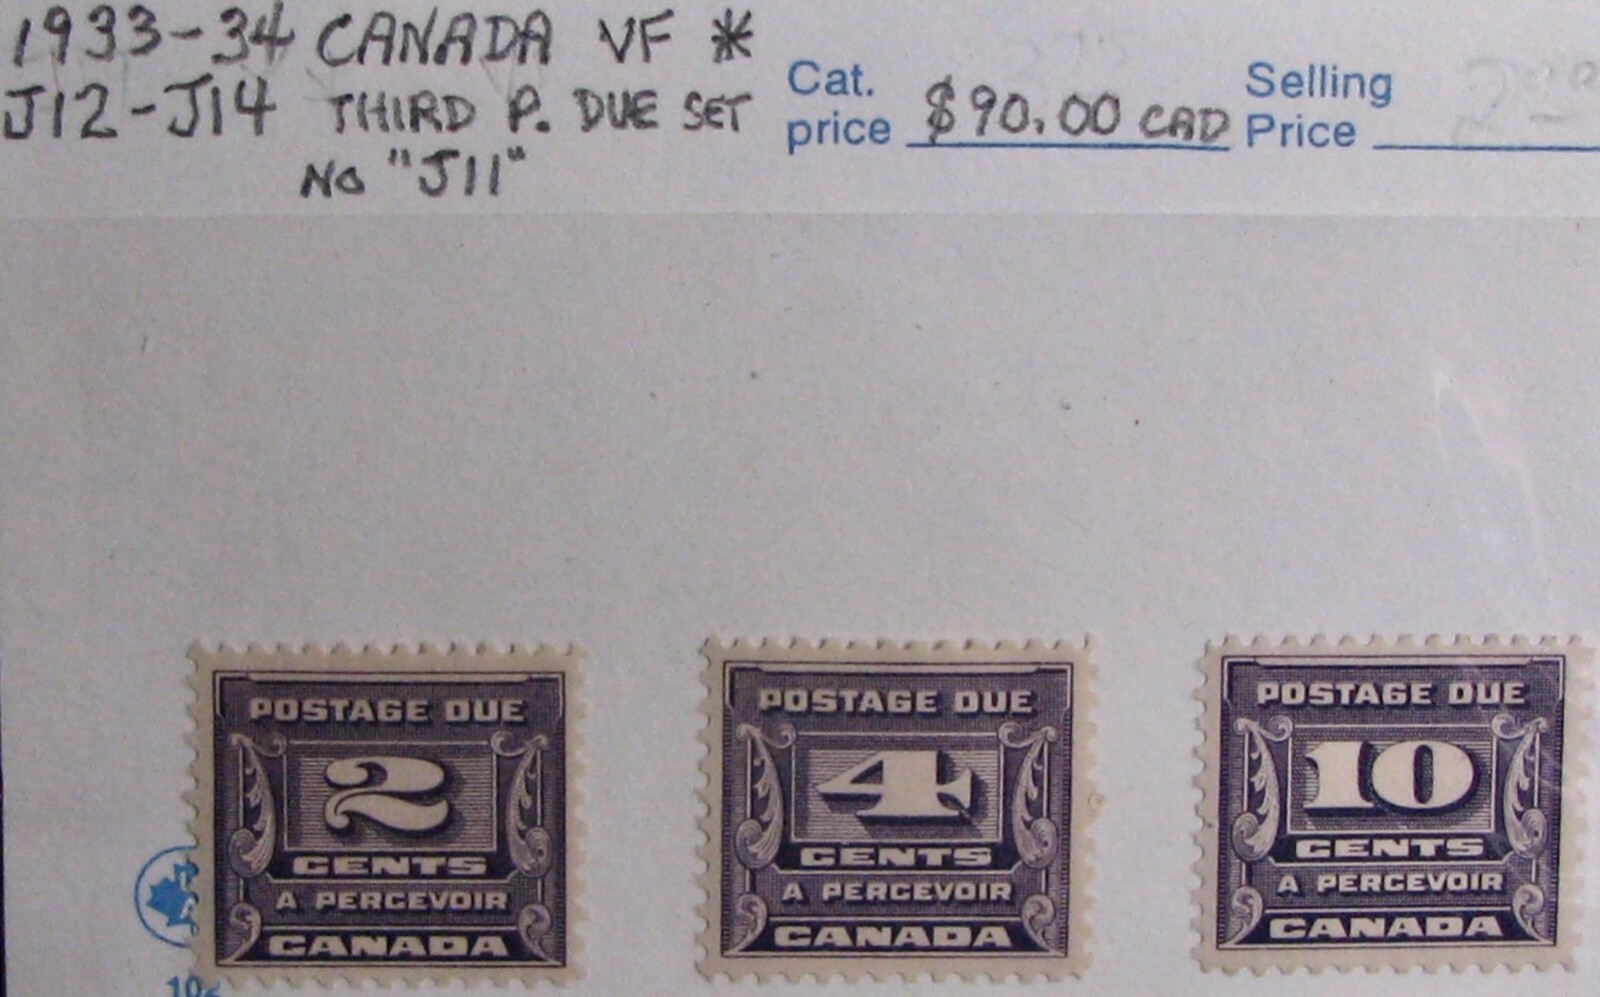 1933-34 CANADA VF *
J12-J14 THIRD P. DUE SET
NO "J11"
Cat.
price $90.00 CAD
Selling
Price
POSTAGE DUE
2
CENTS
A PERCEVOIR
CANADA
POSTAGE DUE
4
CENTS
A PERCEVOIR
CANADA
POSTAGE DUE
10
CENTS
A PERCEVOIR
CANADA